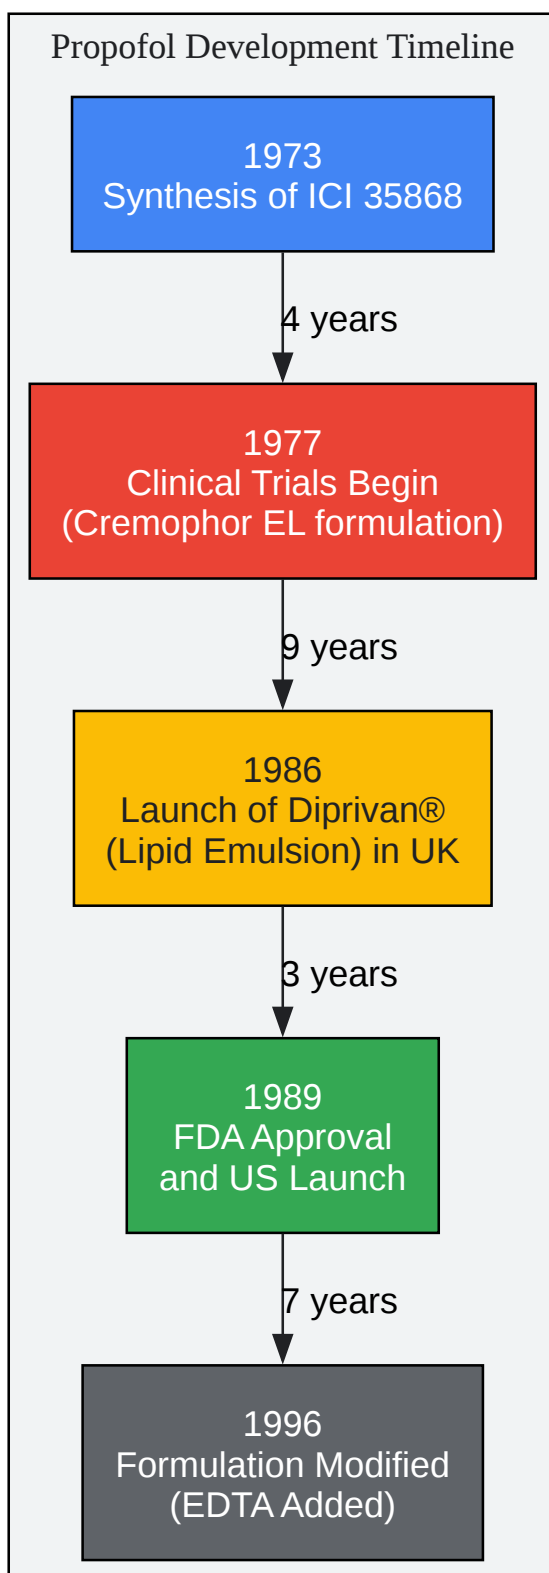 Propofol Development Timeline
1973
Synthesis of ICI 35868
4 years
1977
Clinical Trials Begin
(Cremophor EL formulation)
9 years
1986
Launch of Diprivan®
(Lipid Emulsion) in UK
3 years
1989
FDA Approval
and US Launch
7 years
1996
Formulation Modified
(EDTA Added)